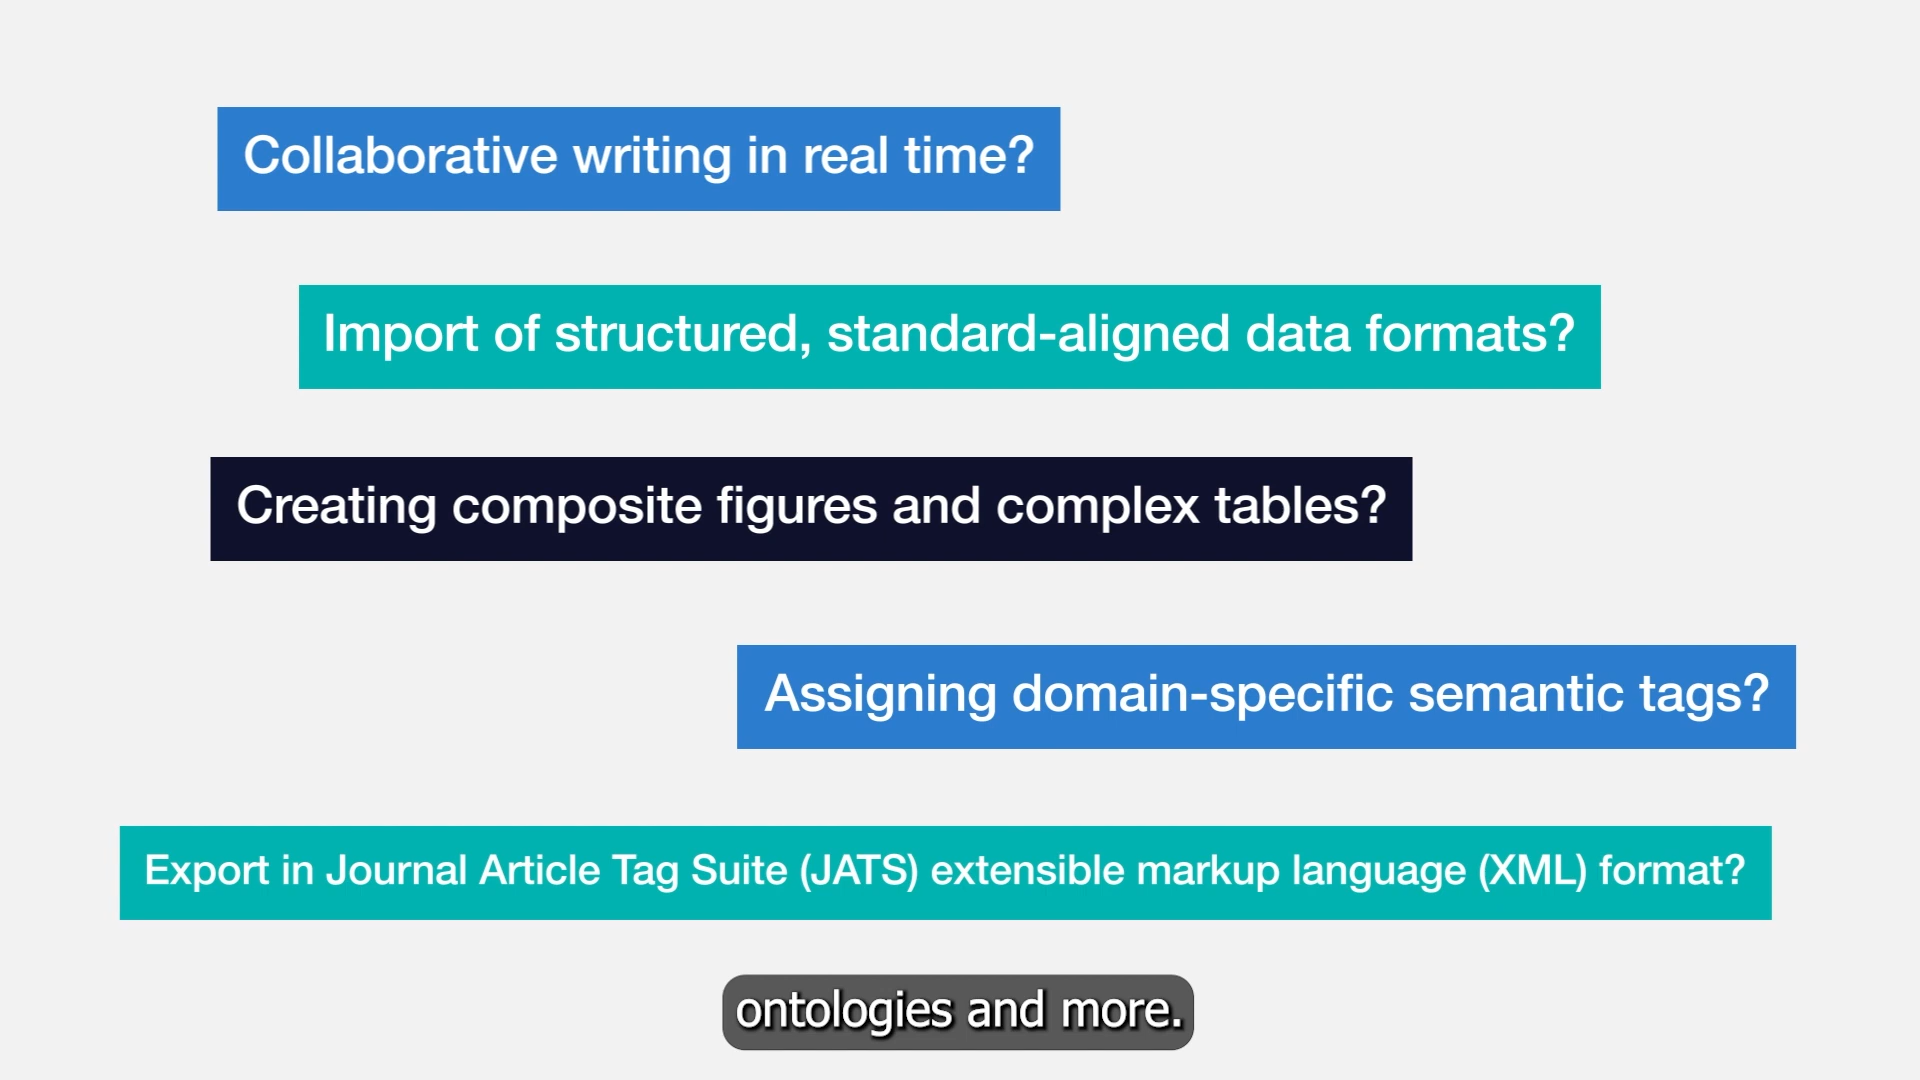 Collaborative writing in real time?
Import of structured, standard-aligned data formats?
Creating composite figures and complex tables?
Assigning domain-specific semantic tags?
Export in Journal Article Tag Suite (JATS) extensible markup language (XML) format?
ontologies and more.